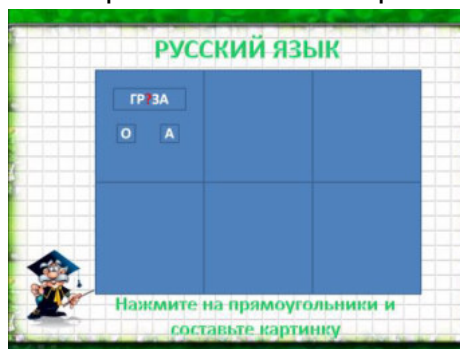 РУССКИЙ ЯЗЫК
ГР?ЗА
О А
Нажмите на прямоугольники и
составьте картинку